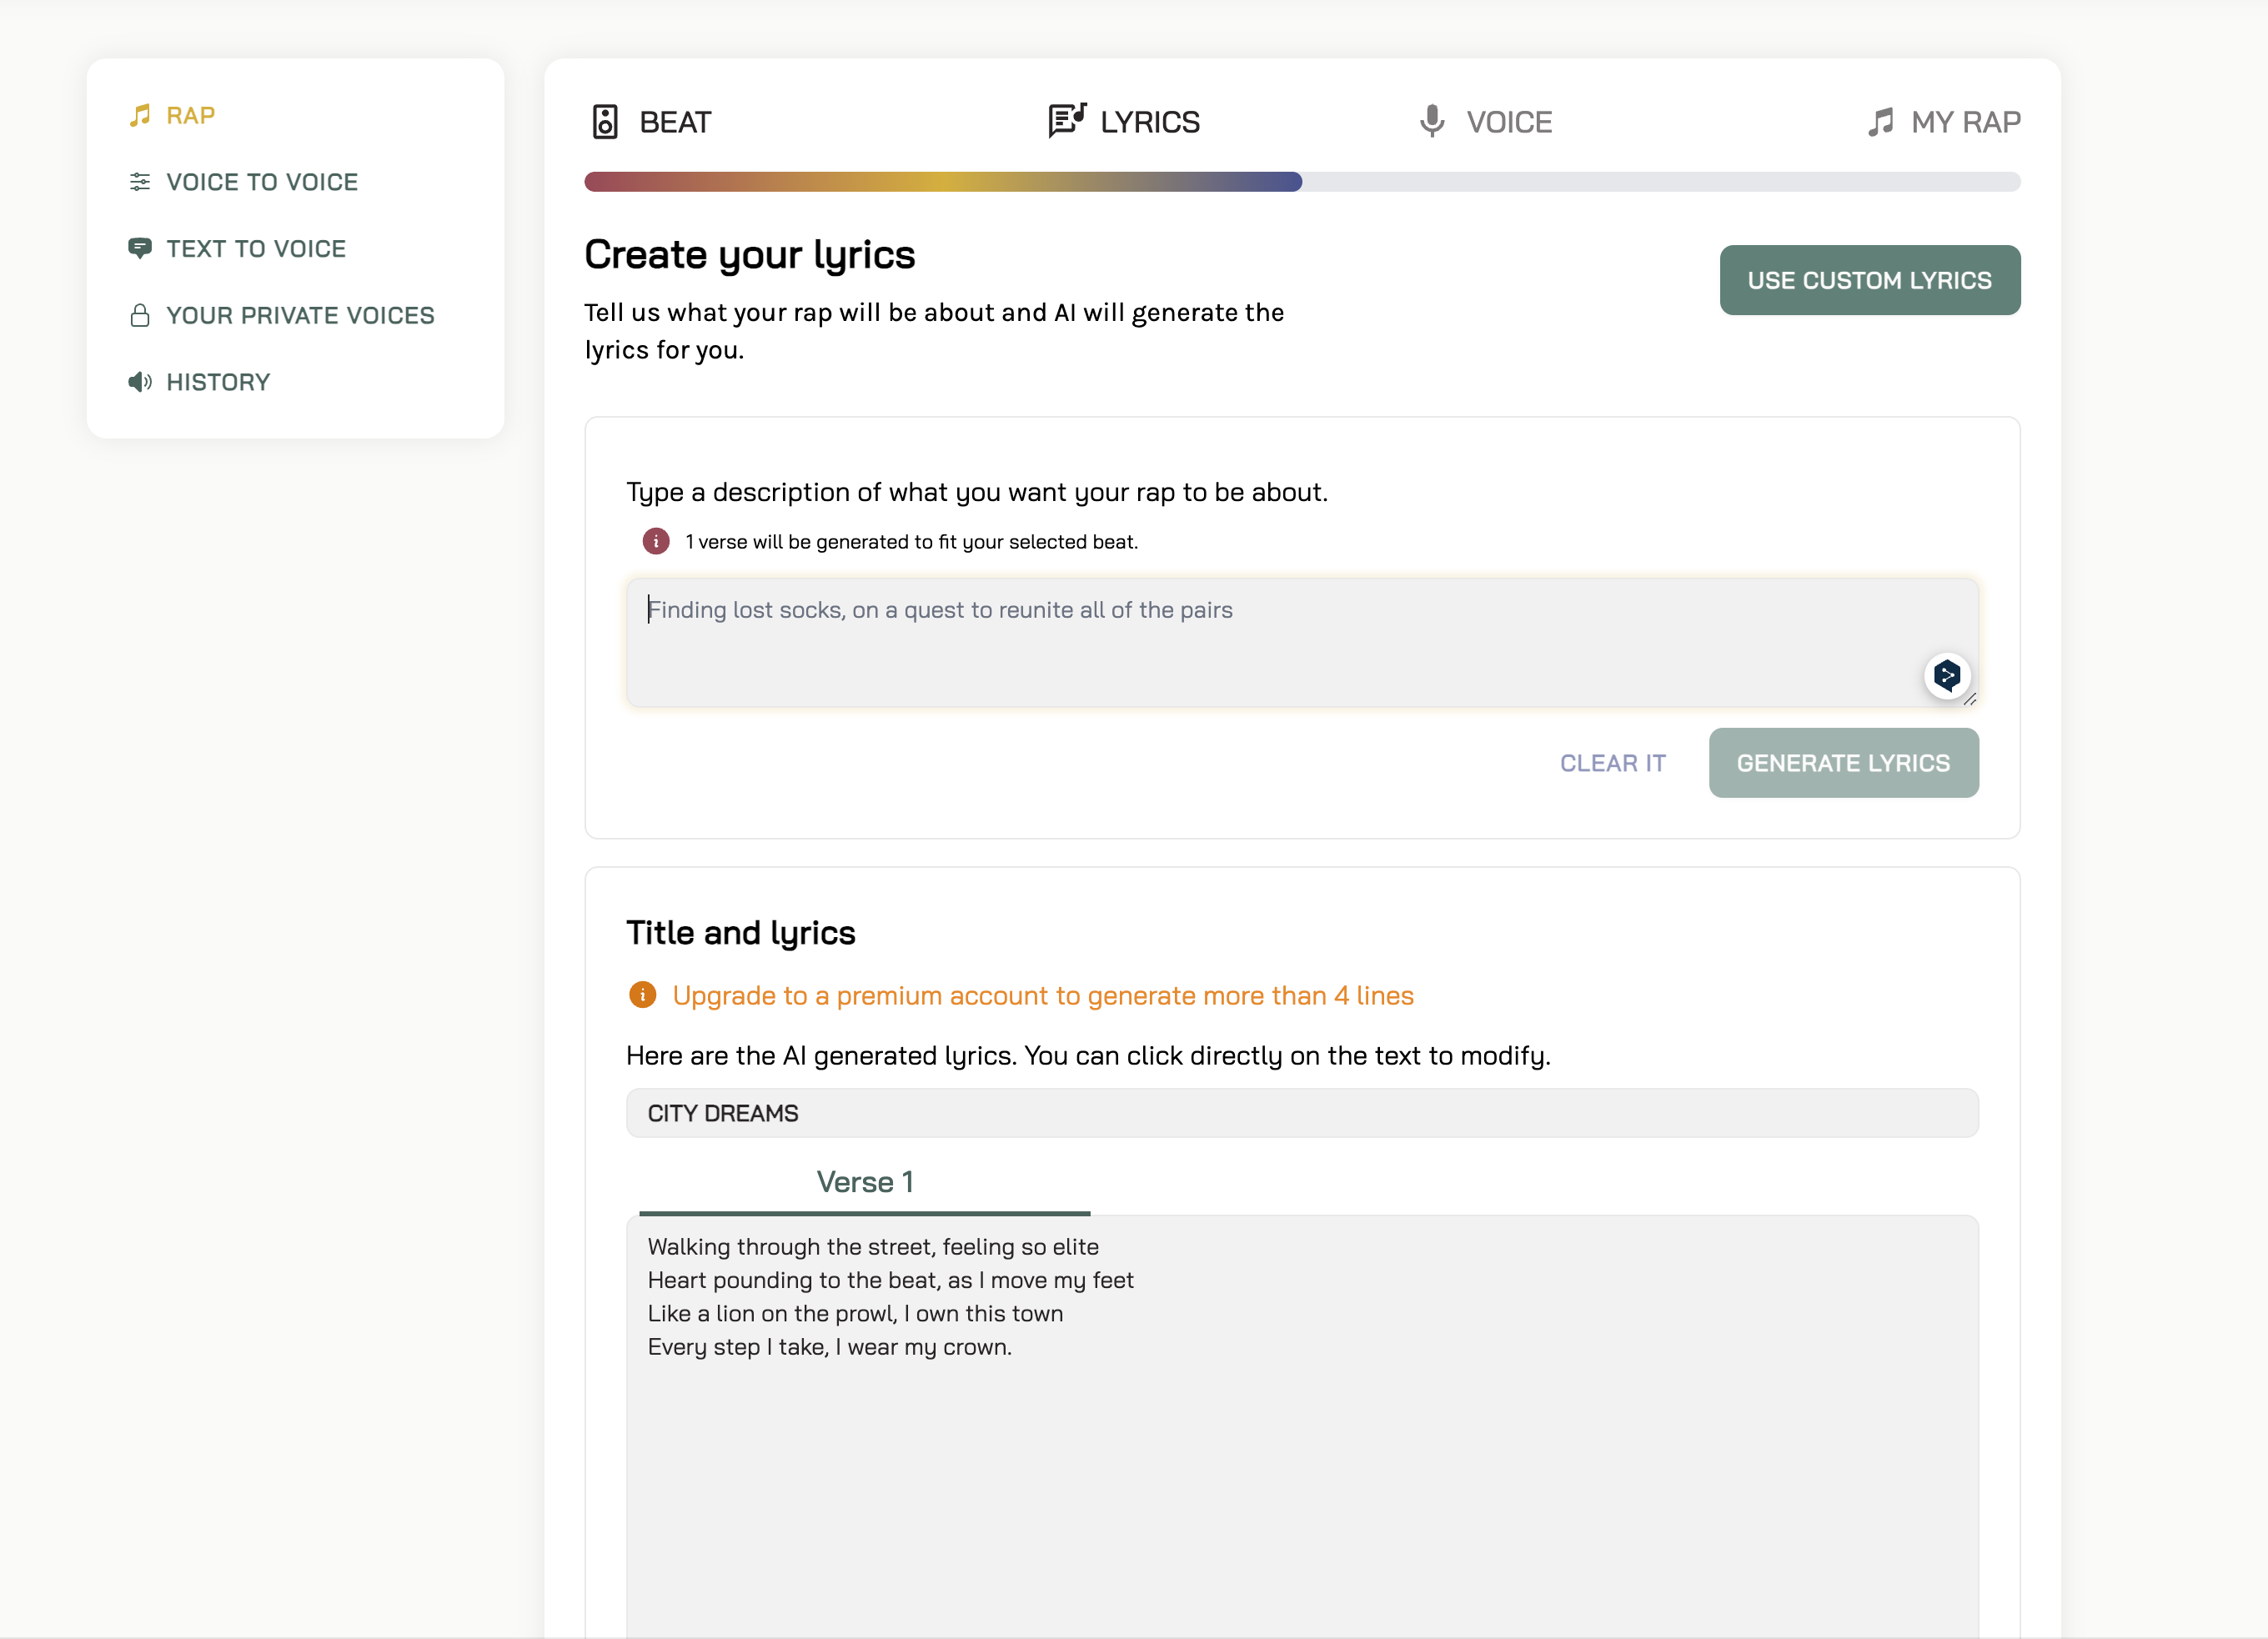 RAP
VOICE TO VOICE
TEXT TO VOICE
YOUR PRIVATE VOICES
HISTORY
BEAT
LYRICS
VOICE
MY RAP
Create your lyrics
USE CUSTOM LYRICS
Tell us what your rap will be about and AI will generate the
lyrics for you.
Type a description of what you want your rap to be about.
1 verse will be generated to fit your selected beat.
Finding lost socks, on a quest to reunite all of the pairs
CLEAR IT
GENERATE LYRICS
Title and lyrics
Upgrade to a premium account to generate more than 4 lines
Here are the AI generated lyrics. You can click directly on the text to modify.
CITY DREAMS
Verse 1
Walking through the street, feeling so elite
Heart pounding to the beat, as I move my feet
Like a lion on the prowl, I own this town
Every step I take, I wear my crown.